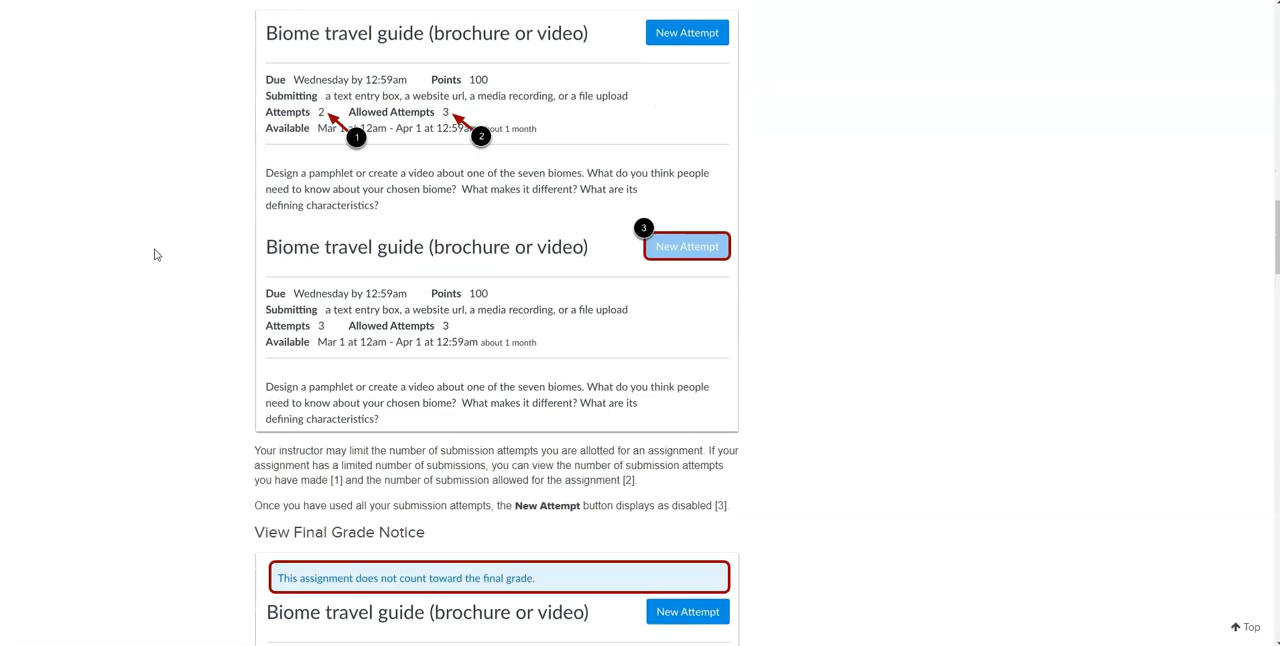 Biome travel guide (brochure or video) New Attempt
Due Wednesday by 12:59am Points 100
Submitting a text entry box, a website url, a media recording, or a file upload
Attempts 2 Allowed Attempts 3
Available Mar 1 at 12am - Apr 1 at 12:59am about 1 month
1 2
Design a pamphlet or create a video about one of the seven biomes. What do you think people
need to know about your chosen biome? What makes it different? What are its
defining characteristics?
3
Biome travel guide (brochure or video) New Attempt
Due Wednesday by 12:59am Points 100
Submitting a text entry box, a website url, a media recording, or a file upload
Attempts 3 Allowed Attempts 3
Available Mar 1 at 12am - Apr 1 at 12:59am about 1 month
Design a pamphlet or create a video about one of the seven biomes. What do you think people
need to know about your chosen biome? What makes it different? What are its
defining characteristics?
Your instructor may limit the number of submission attempts you are allotted for an assignment. If your
assignment has a limited number of submissions, you can view the number of submission attempts
you have made [1] and the number of submission allowed for the assignment [2].
Once you have used all your submission attempts, the New Attempt button displays as disabled [3].
View Final Grade Notice
This assignment does not count toward the final grade.
Biome travel guide (brochure or video) New Attempt
Top